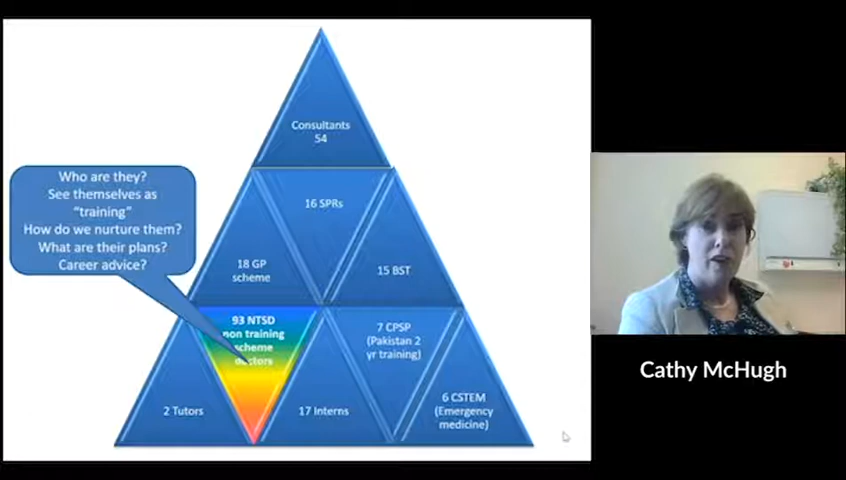 Consultants
54
Who are they?
See themselves as
"training"
How do we nurture them?
What are their plans?
Career advice?
16 SPRs
18 GP
scheme
15 BST
93 NTSD
non training
scheme
doctors
7 CPSP
(Pakistan 2
yr training)
2 Tutors
17 Interns
6 CSTEM
(Emergency
medicine)
Cathy McHugh